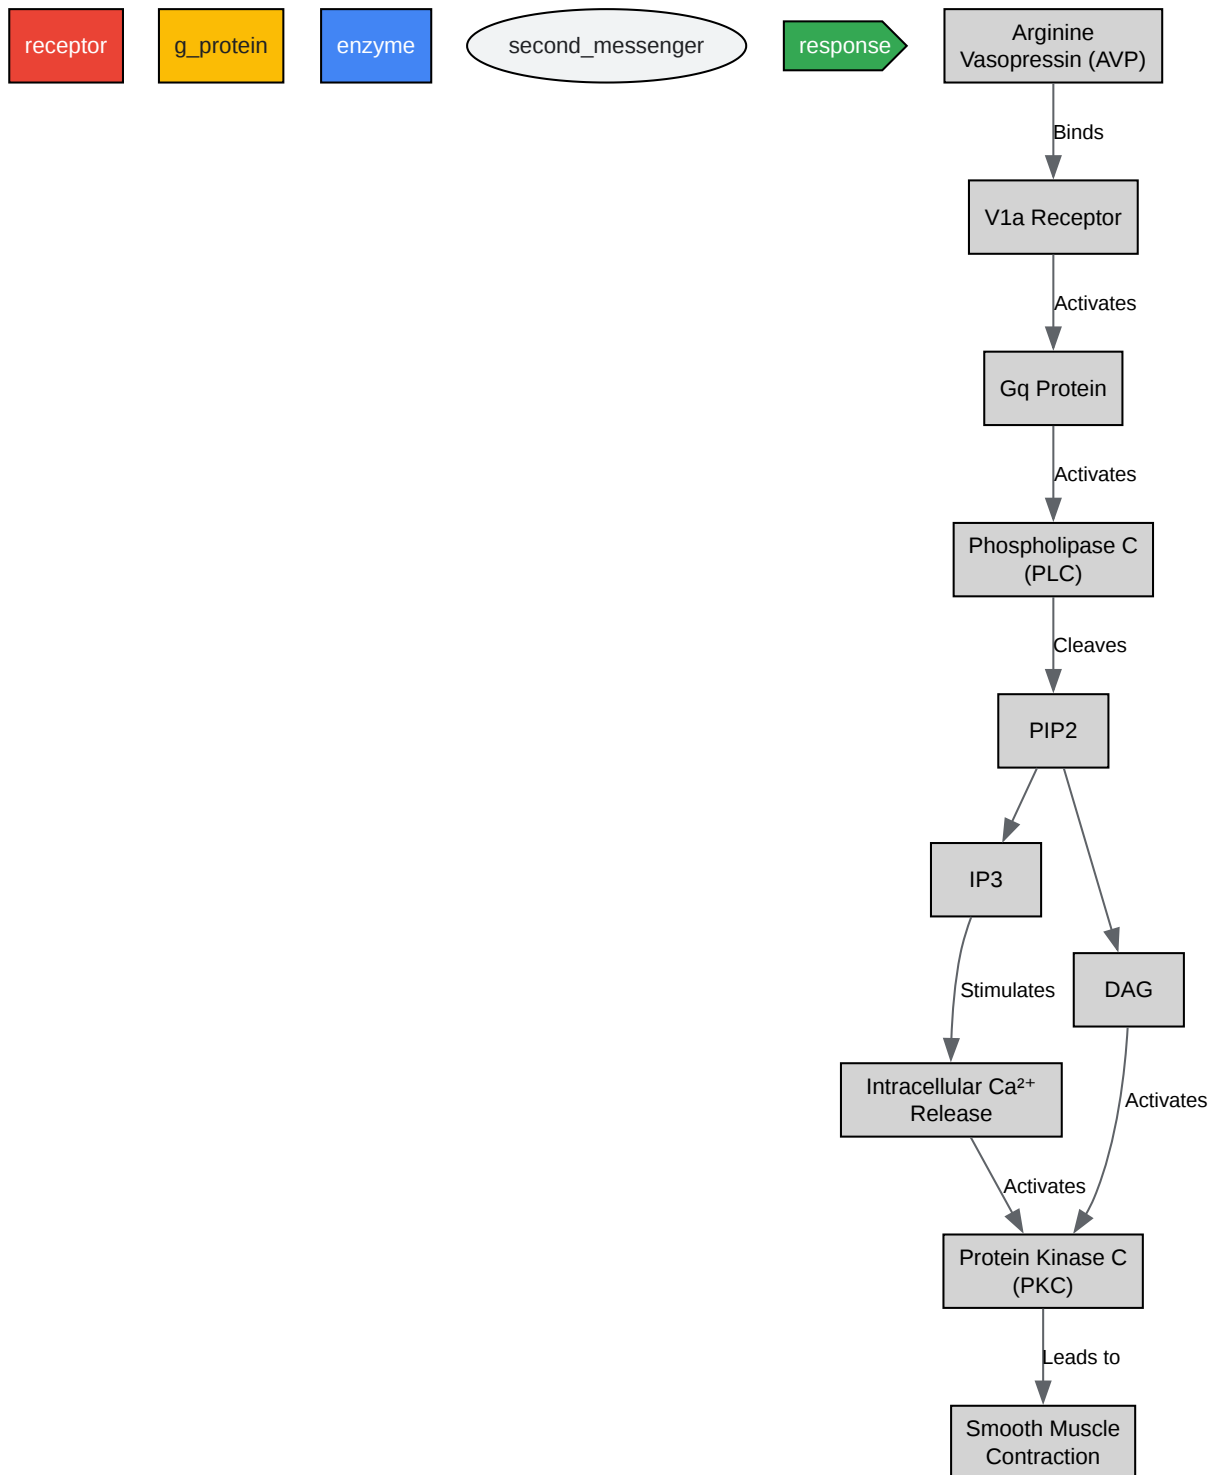 receptor
g_protein
enzyme
second_messenger
response
Arginine
Vasopressin (AVP)
Binds
V1a Receptor
Activates
Gq Protein
Activates
Phospholipase C
(PLC)
Cleaves
PIP2
IP3
Stimulates
DAG
Intracellular Ca²⁺
Release
Activates
Activates
Protein Kinase C
(PKC)
Leads to
Smooth Muscle
Contraction